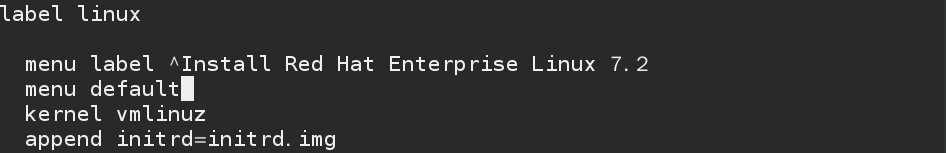 label linux
menu label ^Install Red Hat Enterprise Linux 7.2
menu default
kernel vmlinuz
append initrd=initrd.img